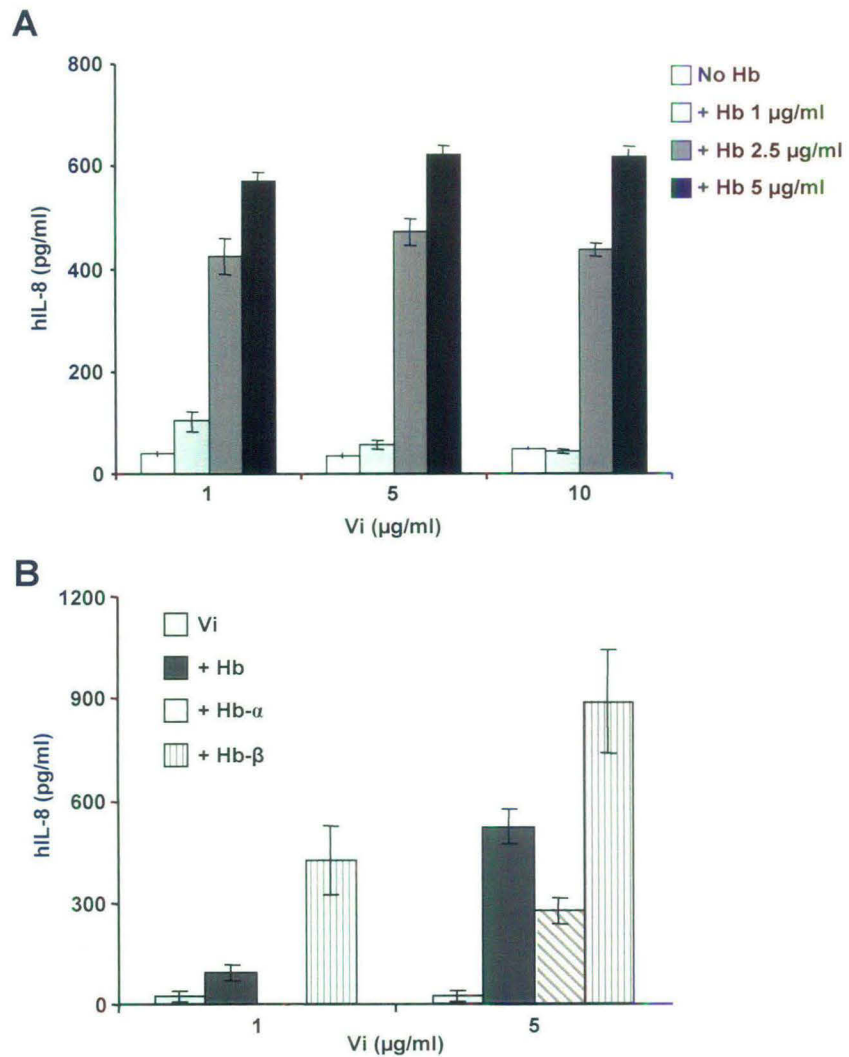 A
800
600
400
200
0
hIL-8 (pg/ml)
1
5
10
Vi (µg/ml)
No Hb
+ Hb 1 µg/ml
+ Hb 2.5 µg/ml
+ Hb 5 µg/ml
B
1200
900
600
300
0
hIL-8 (pg/ml)
Vi
+ Hb
+ Hb-α
+ Hb-β
1
5
Vi (µg/ml)